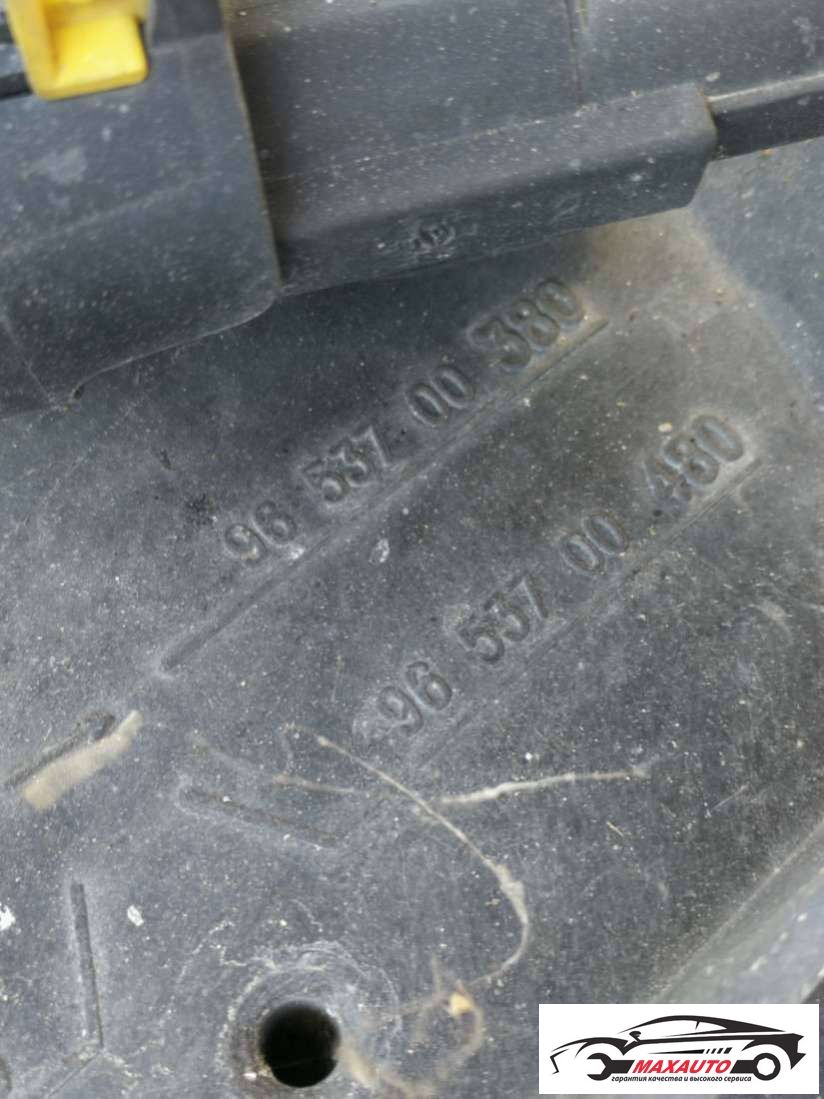 96 537 00 380
96 537 00 480
MAXAUTO
гарантия качества и высокого сервиса